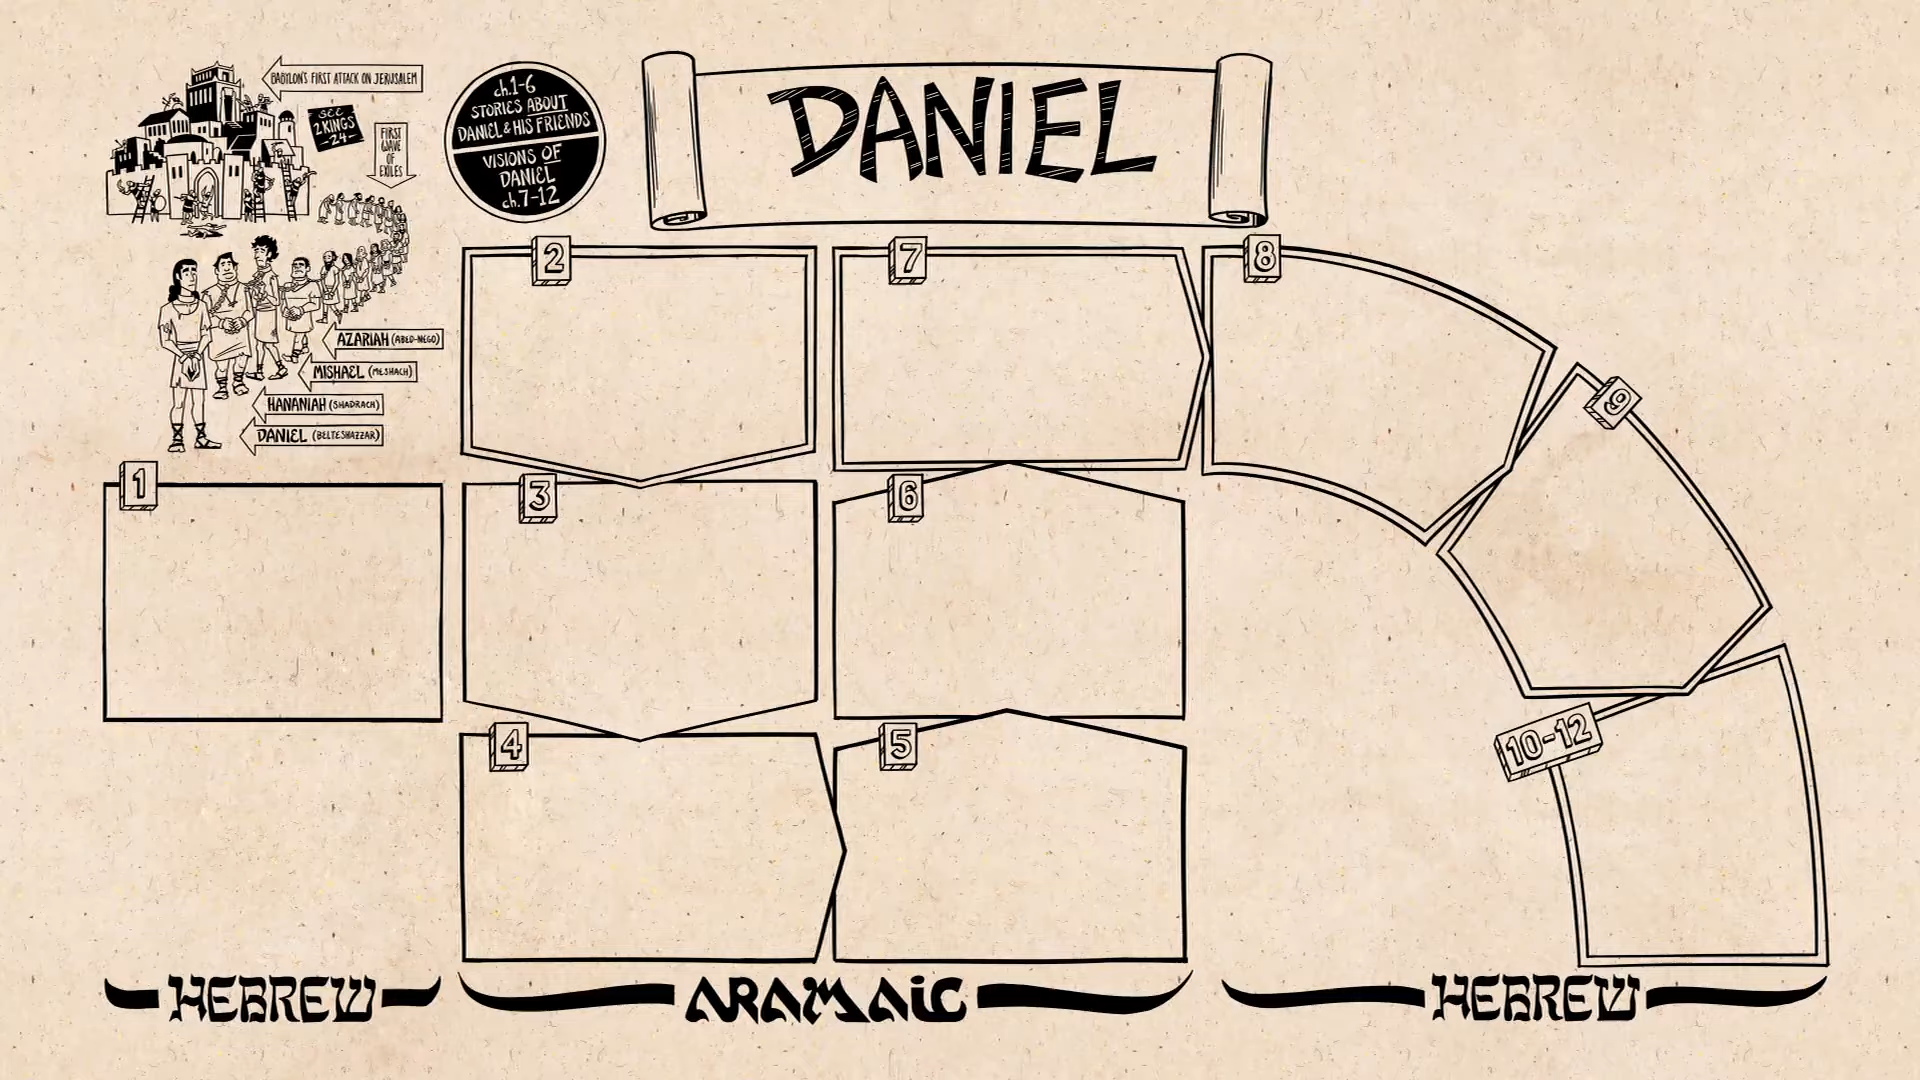 BABYLON'S FIRST ATTACK ON JERUSALEM
SEE
2 KINGS
-24-
FIRST
WAVE
OF
EXILES
AZARIAH (ABED-NEGO)
MISHAEL (MESHACH)
HANANIAH (SHADRACH)
DANIEL (BELTESHAZZAR)
ch.1-6
STORIES ABOUT
DANIEL & HIS FRIENDS
VISIONS OF
DANIEL
ch.7-12
DANIEL
1
2
3
4
5
6
7
8
9
10-12
HEBREW
ARAMAIC
HEBREW